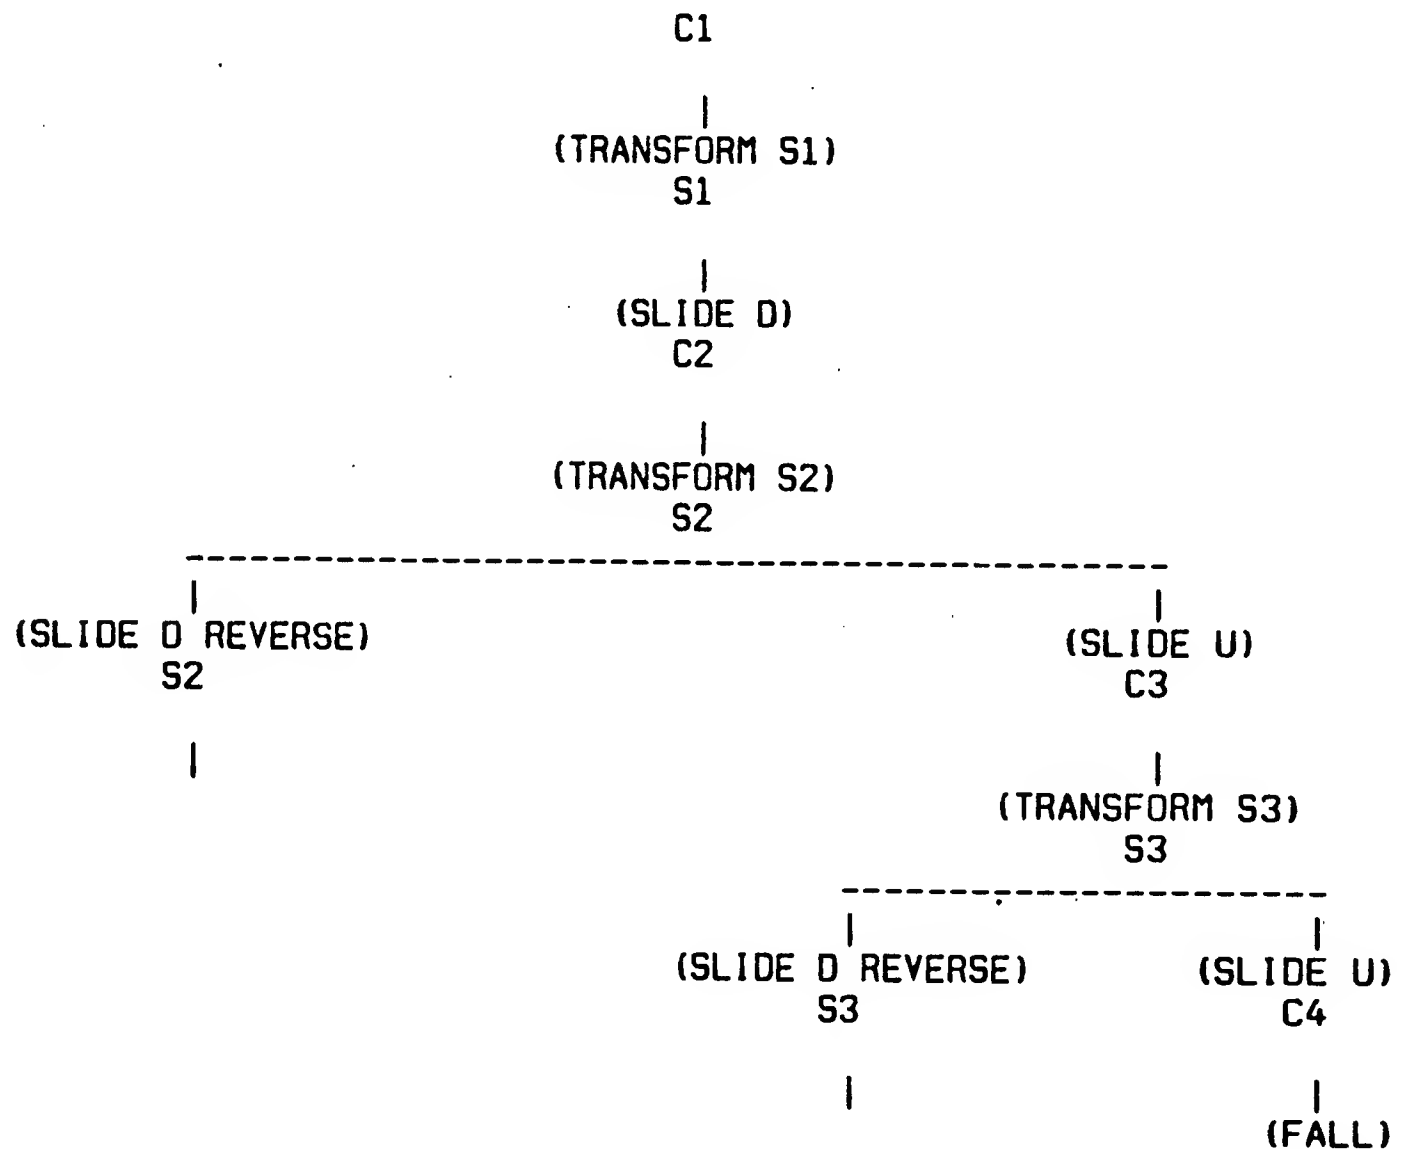 C1
(TRANSFORM S1)
S1
(SLIDE D)
C2
(TRANSFORM S2)
S2
(SLIDE D REVERSE)
S2
(SLIDE U)
C3
(TRANSFORM S3)
S3
(SLIDE D REVERSE)
S3
(SLIDE U)
C4
(FALL)